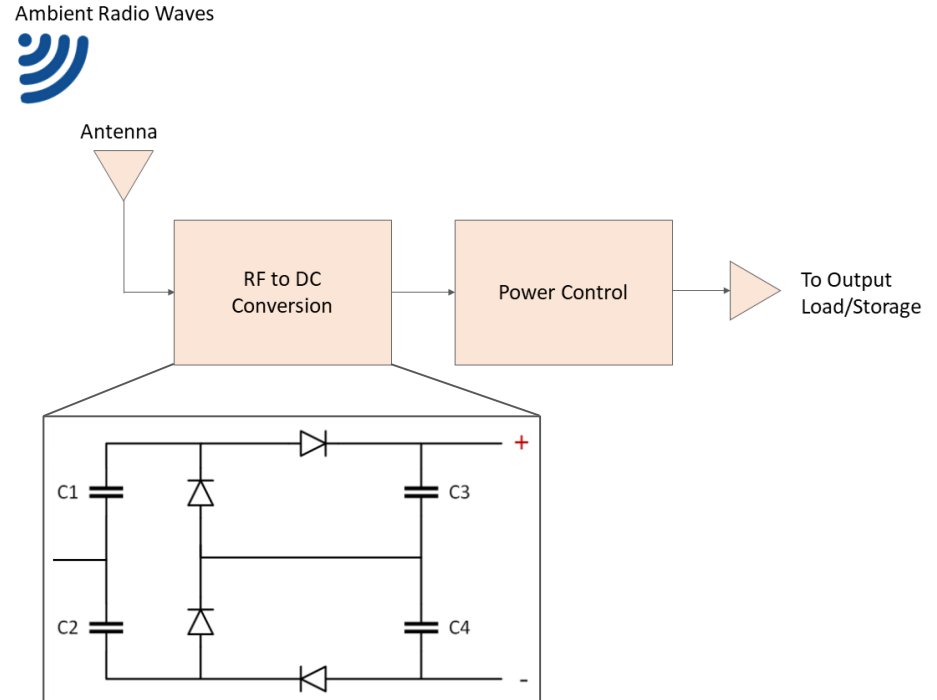 Ambient Radio Waves
Antenna
RF to DC
Conversion
Power Control
To Output
Load/Storage
+
C1
C3
C2
C4
-